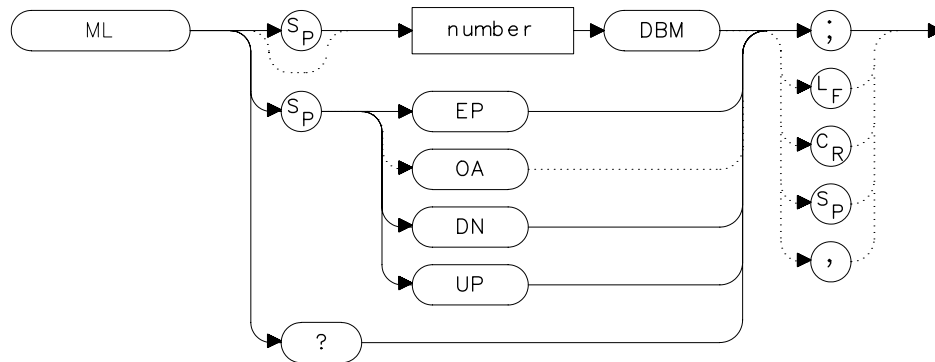 ML SP number DBM ;
LF
SP EP
CR
OA
SP
DN
,
UP
?